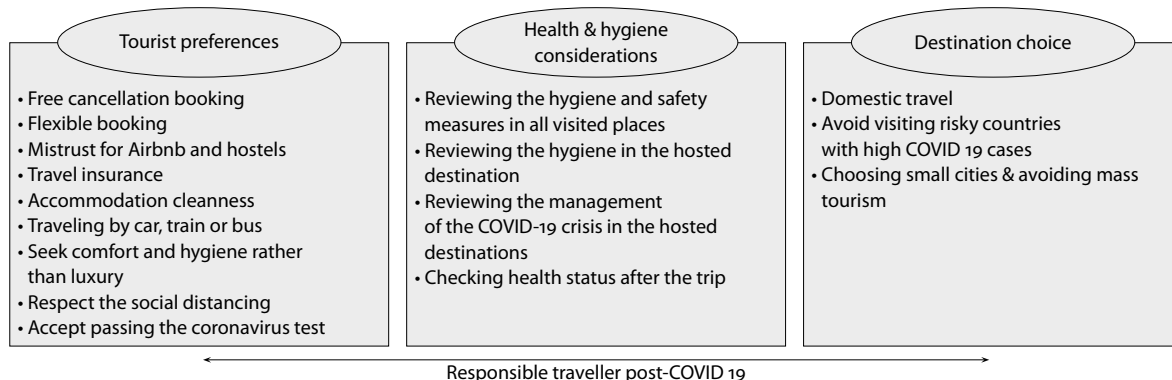 Tourist preferences
• Free cancellation booking
• Flexible booking
• Mistrust for Airbnb and hostels
• Travel insurance
• Accommodation cleanness
• Traveling by car, train or bus
• Seek comfort and hygiene rather
than luxury
• Respect the social distancing
• Accept passing the coronavirus test
Health & hygiene
considerations
• Reviewing the hygiene and safety
measures in all visited places
• Reviewing the hygiene in the hosted
destination
• Reviewing the management
of the COVID-19 crisis in the hosted
destinations
• Checking health status after the trip
Destination choice
• Domestic travel
• Avoid visiting risky countries
with high COVID 19 cases
• Choosing small cities & avoiding mass
tourism
Responsible traveller post-COVID 19